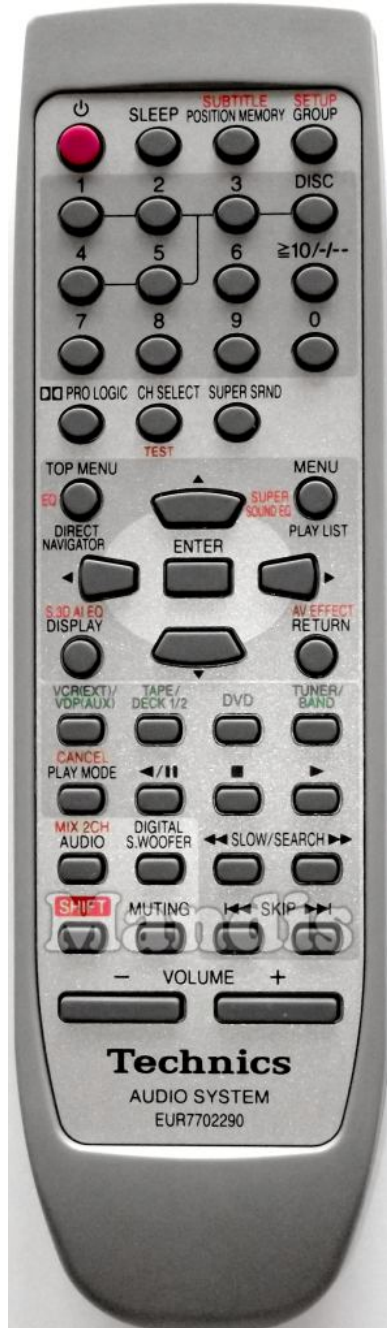 SUBTITLE SETUP
SLEEP POSITION MEMORY GROUP
1 2 3 DISC
4 5 6 ≧10/-/--
7 8 9 0
PRO LOGIC CH SELECT SUPER SRND
TEST
TOP MENU MENU
EQ SUPER
SOUND EQ
DIRECT PLAY LIST
NAVIGATOR
ENTER
S.3D AI EQ AV EFFECT
DISPLAY RETURN
VCR(EXT)/ TAPE/ DVD TUNER/
VDP(AUX) DECK 1/2 BAND
CANCEL
PLAY MODE
MIX 2CH DIGITAL
AUDIO S.WOOFER SLOW/SEARCH
SHIFT MUTING SKIP
Mandis
− VOLUME +
Technics
AUDIO SYSTEM
EUR7702290